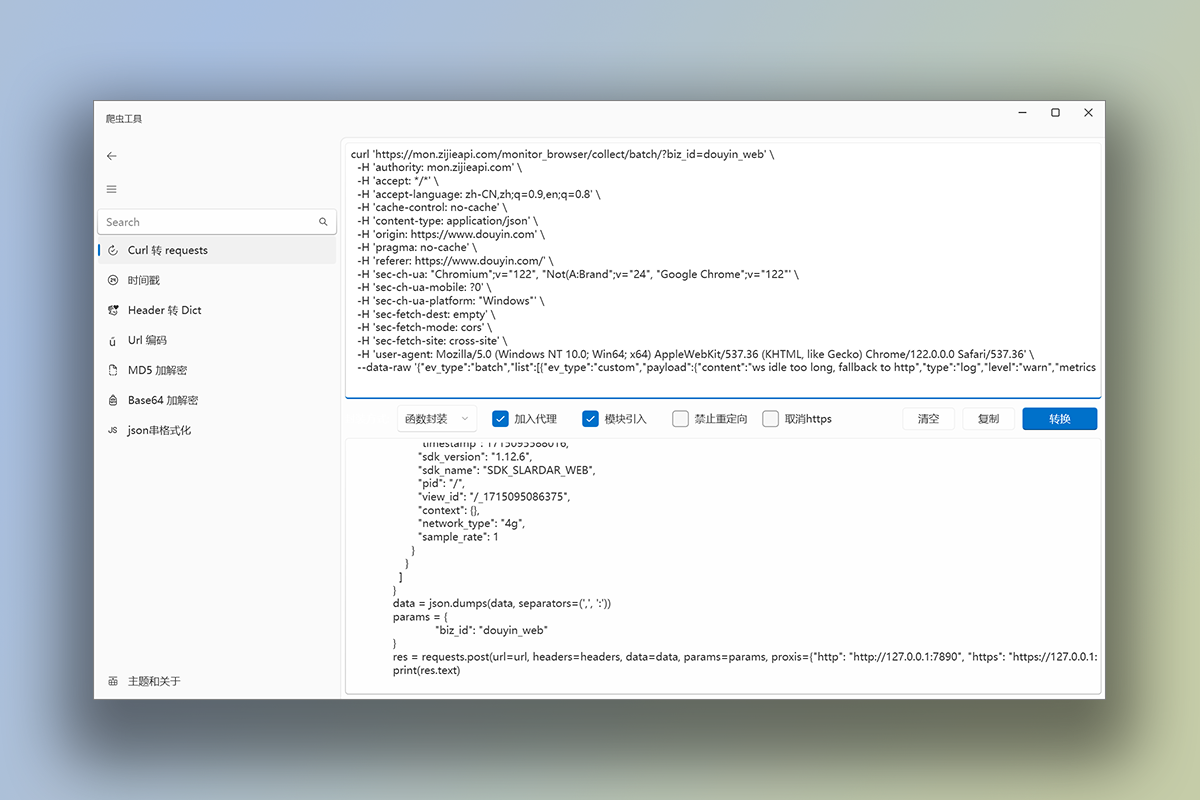 爬虫工具
Search
Curl 转 requests
时间戳
Header 转 Dict
Url 编码
MD5 加解密
Base64 加解密
JS json串格式化
主题和关于
curl 'https://mon.zijieapi.com/monitor_browser/collect/batch/?biz_id=douyin_web' \
-H 'authority: mon.zijieapi.com' \
-H 'accept: */*' \
-H 'accept-language: zh-CN,zh;q=0.9,en;q=0.8' \
-H 'cache-control: no-cache' \
-H 'content-type: application/json' \
-H 'origin: https://www.douyin.com' \
-H 'pragma: no-cache' \
-H 'referer: https://www.douyin.com/' \
-H 'sec-ch-ua: "Chromium";v="122", "Not(A:Brand";v="24", "Google Chrome";v="122"' \
-H 'sec-ch-ua-mobile: ?0' \
-H 'sec-ch-ua-platform: "Windows"' \
-H 'sec-fetch-dest: empty' \
-H 'sec-fetch-mode: cors' \
-H 'sec-fetch-site: cross-site' \
-H 'user-agent: Mozilla/5.0 (Windows NT 10.0; Win64; x64) AppleWebKit/537.36 (KHTML, like Gecko) Chrome/122.0.0.0 Safari/537.36' \
--data-raw '{"ev_type":"batch","list":[{"ev_type":"custom","payload":{"content":"ws idle too long, fallback to http","type":"log","level":"warn","metrics
函数封装 加入代理 模块引入 禁止重定向 取消https 清空 复制 转换
"timestamp": 1715095588016,
"sdk_version": "1.12.6",
"sdk_name": "SDK_SLARDAR_WEB",
"pid": "/",
"view_id": "/_1715095086375",
"context": {},
"network_type": "4g",
"sample_rate": 1
}
}
]
}
data = json.dumps(data, separators=(',', ':'))
params = {
"biz_id": "douyin_web"
}
res = requests.post(url=url, headers=headers, data=data, params=params, proxis={"http": "http://127.0.0.1:7890", "https": "https://127.0.0.1:
print(res.text)